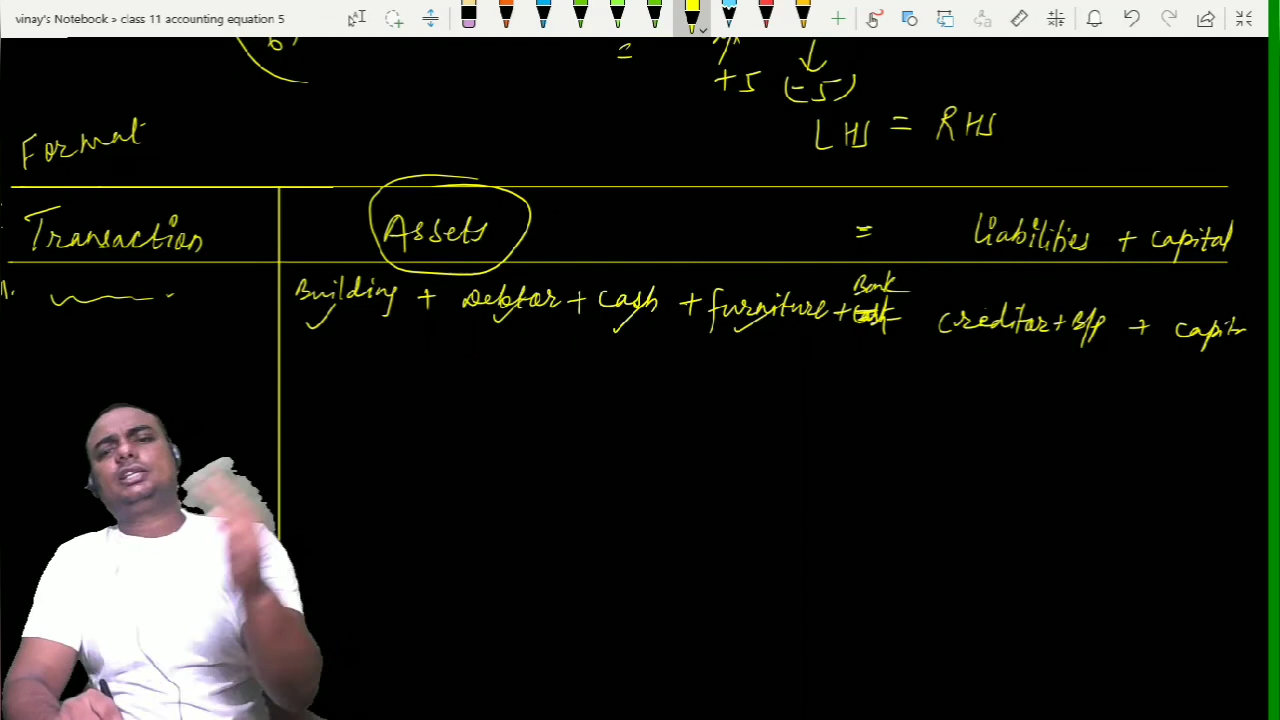 vinay's Notebook > class 11 accounting equation 5
=
+5 (-5)
LHS = RHS
Format
Transaction Assets = Liabilities + capital
1. Building + Debtor + cash + furniture + Bank creditor + B/p + capit